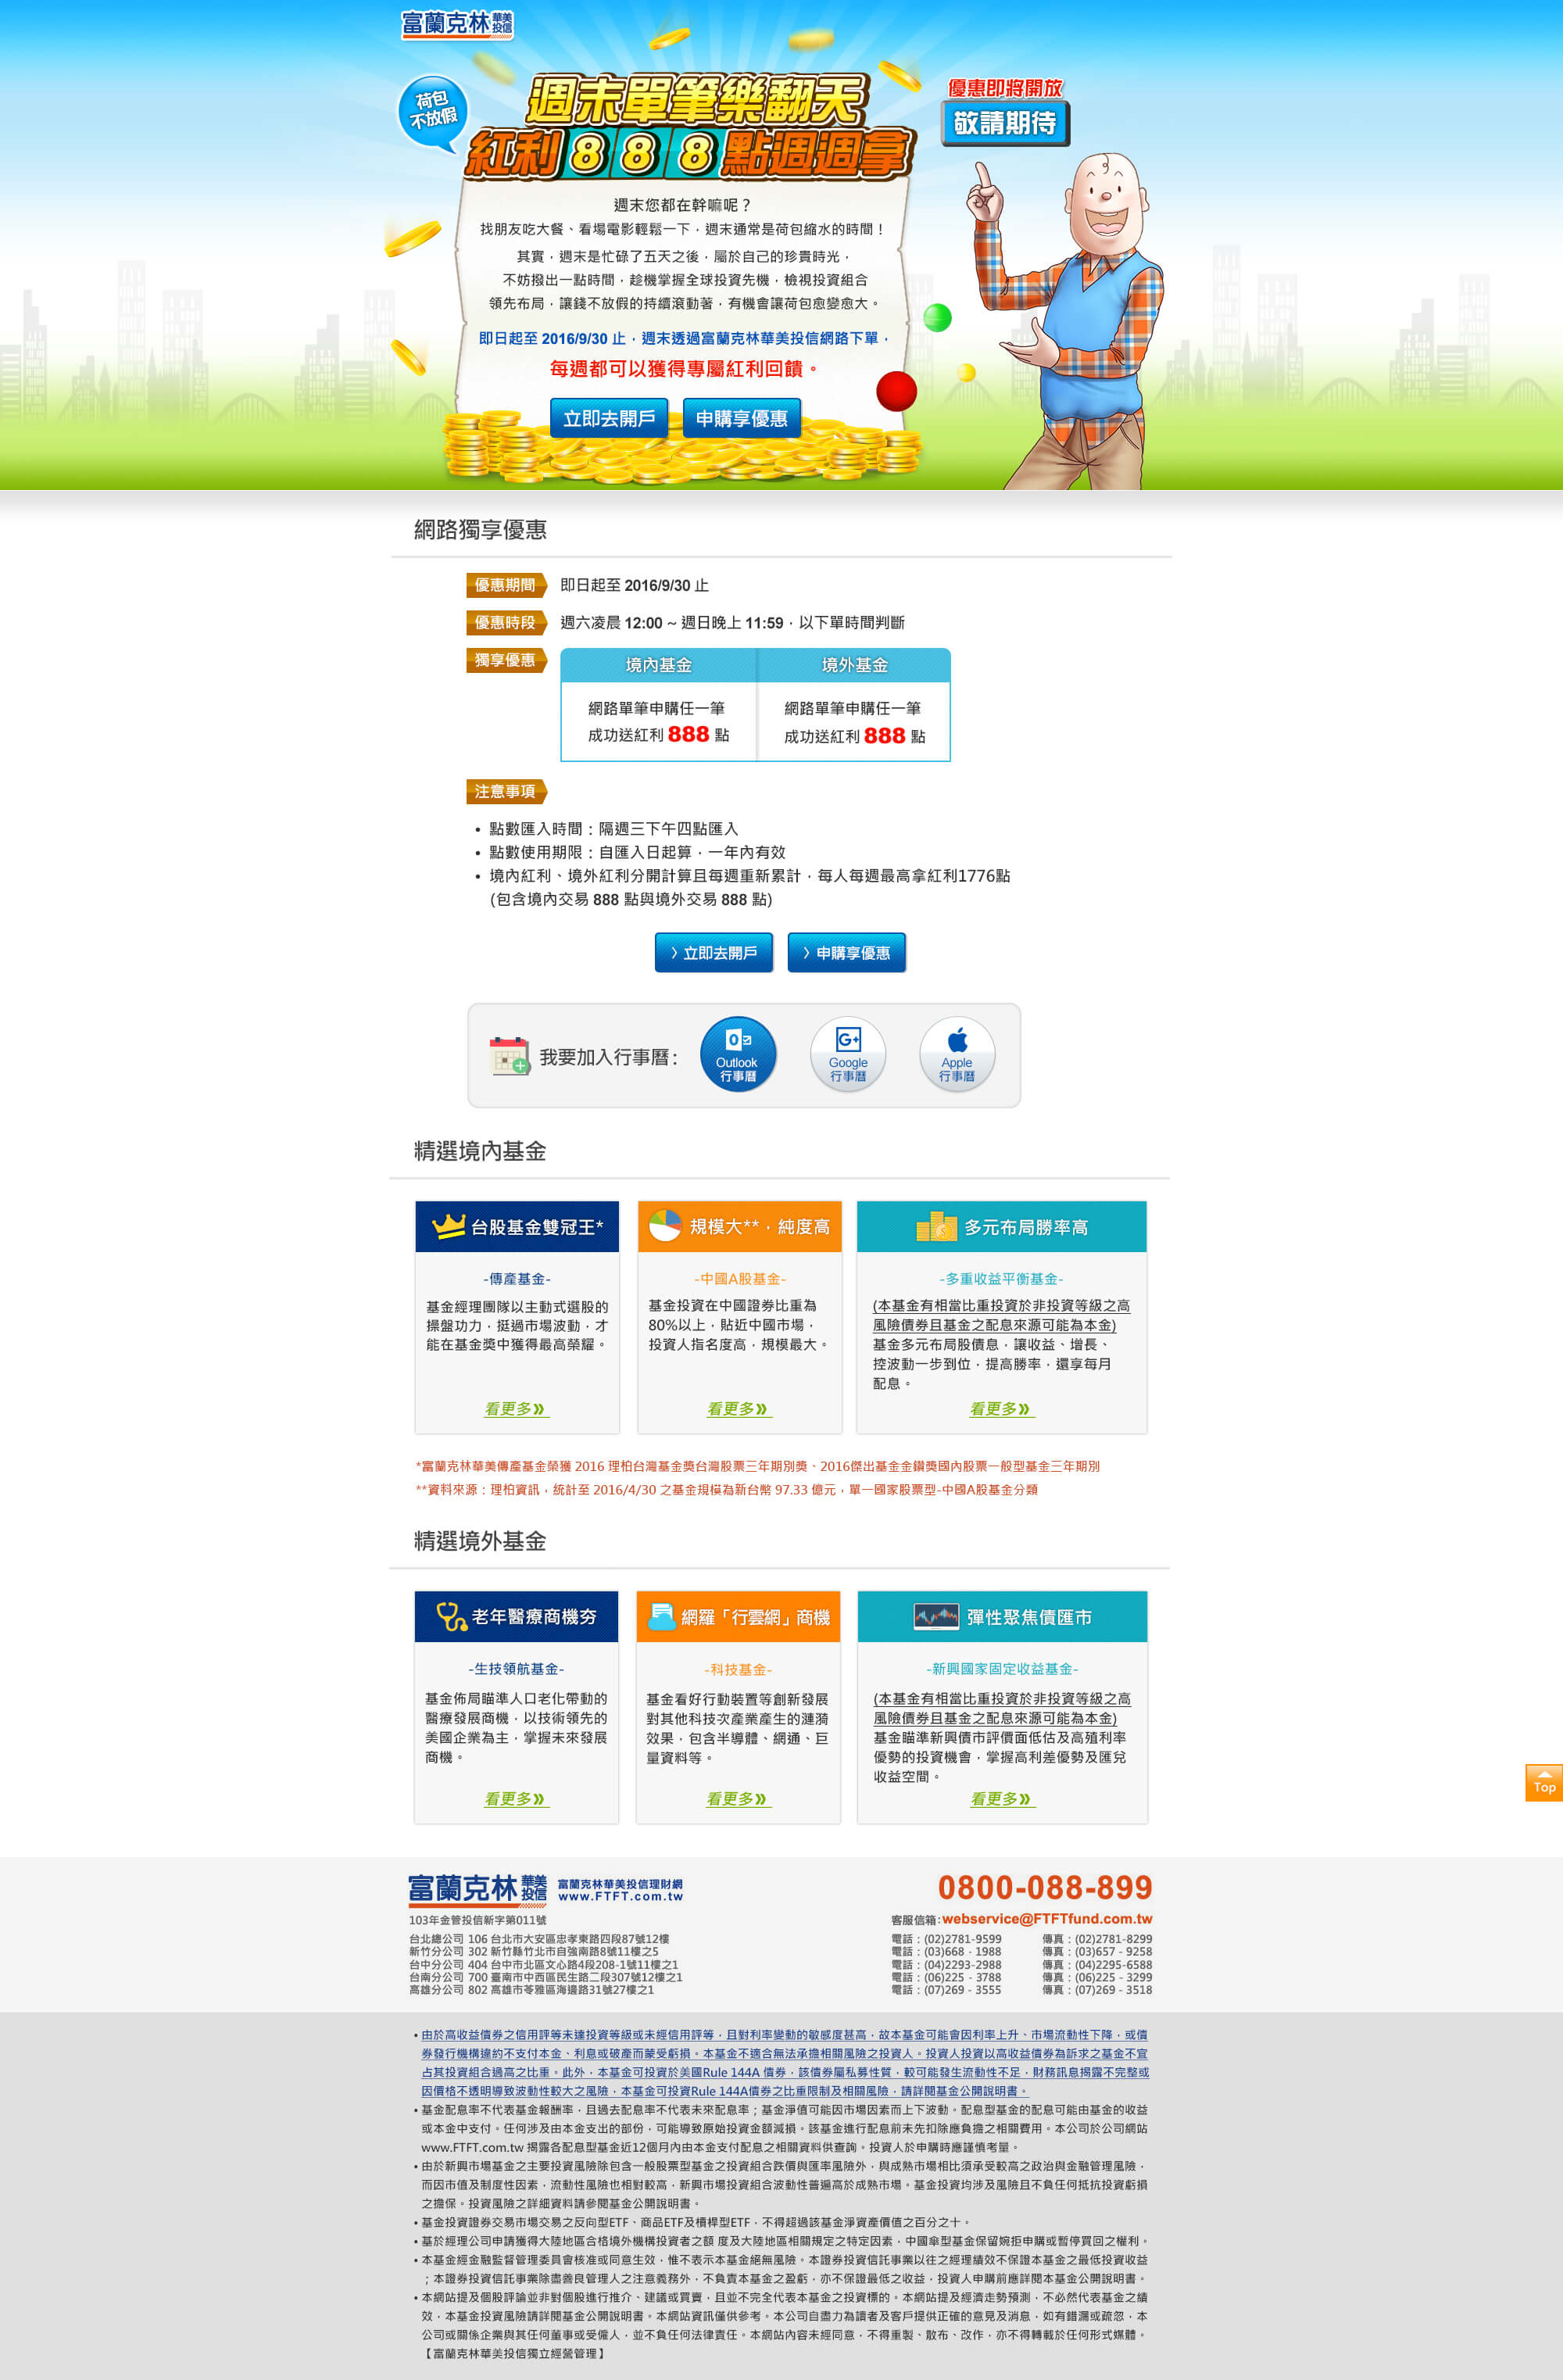 富蘭克林 華美投信
荷包
不放假
週末單筆樂翻天
紅利888點週週拿
優惠即將開放
敬請期待
週末您都在幹嘛呢？
找朋友吃大餐、看場電影輕鬆一下，週末通常是荷包縮水的時間！
其實，週末是忙碌了五天之後，屬於自己的珍貴時光，
不妨撥出一點時間，趁機掌握全球投資先機，檢視投資組合
領先布局，讓錢不放假的持續滾動著，有機會讓荷包愈變愈大。
即日起至 2016/9/30 止，週末透過富蘭克林華美投信網路下單，
每週都可以獲得專屬紅利回饋。
立即去開戶 申購享優惠
網路獨享優惠
優惠期間 即日起至 2016/9/30 止
優惠時段 週六凌晨 12:00 ~ 週日晚上 11:59，以下單時間判斷
獨享優惠 境內基金 境外基金
網路單筆申購任一筆 網路單筆申購任一筆
成功送紅利 888 點 成功送紅利 888 點
注意事項
• 點數匯入時間：隔週三下午四點匯入
• 點數使用期限：自匯入日起算，一年內有效
• 境內紅利、境外紅利分開計算且每週重新累計，每人每週最高拿紅利1776點
(包含境內交易 888 點與境外交易 888 點)
〉立即去開戶 〉申購享優惠
我要加入行事曆：
Outlook
行事曆
Google
行事曆
Apple
行事曆
精選境內基金
台股基金雙冠王*
-傳產基金-
基金經理團隊以主動式選股的
操盤功力，挺過市場波動，才
能在基金獎中獲得最高榮耀。
看更多»
規模大**，純度高
-中國A股基金-
基金投資在中國證券比重為
80%以上，貼近中國市場，
投資人指名度高，規模最大。
看更多»
多元布局勝率高
-多重收益平衡基金-
(本基金有相當比重投資於非投資等級之高
風險債券且基金之配息來源可能為本金)
基金多元布局股債息，讓收益、增長、
控波動一步到位，提高勝率，還享每月
配息。
看更多»
*富蘭克林華美傳產基金榮獲 2016 理柏台灣基金獎台灣股票三年期別獎、2016傑出基金金鑽獎國內股票一般型基金三年期別
**資料來源：理柏資訊，統計至 2016/4/30 之基金規模為新台幣 97.33 億元，單一國家股票型-中國A股基金分類
精選境外基金
老年醫療商機夯
-生技領航基金-
基金佈局瞄準人口老化帶動的
醫療發展商機，以技術領先的
美國企業為主，掌握未來發展
商機。
看更多»
網羅「行雲網」商機
-科技基金-
基金看好行動裝置等創新發展
對其他科技次產業產生的漣漪
效果，包含半導體、網通、巨
量資料等。
看更多»
彈性聚焦債匯市
-新興國家固定收益基金-
(本基金有相當比重投資於非投資等級之高
風險債券且基金之配息來源可能為本金)
基金瞄準新興債市評價面低估及高殖利率
優勢的投資機會，掌握高利差優勢及匯兌
收益空間。
看更多»
Top
富蘭克林 華美投信 富蘭克林華美投信理財網
www.FTFT.com.tw
103年金管投信新字第011號
台北總公司 106 台北市大安區忠孝東路四段87號12樓
新竹分公司 302 新竹縣竹北市自強南路8號11樓之5
台中分公司 404 台中市北區文心路4段208-1號11樓之1
台南分公司 700 臺南市中西區民生路二段307號12樓之1
高雄分公司 802 高雄市苓雅區海邊路31號27樓之1
0800-088-899
客服信箱:webservice@FTFTfund.com.tw
電話：(02)2781-9599 傳真：(02)2781-8299
電話：(03)668 - 1988 傳真：(03)657 - 9258
電話：(04)2293-2988 傳真：(04)2295-6588
電話：(06)225 - 3788 傳真：(06)225 - 3299
電話：(07)269 - 3555 傳真：(07)269 - 3518
• 由於高收益債券之信用評等未達投資等級或未經信用評等，且對利率變動的敏感度甚高，故本基金可能會因利率上升、市場流動性下降，或債
券發行機構違約不支付本金、利息或破產而蒙受虧損。本基金不適合無法承擔相關風險之投資人。投資人投資以高收益債券為訴求之基金不宜
占其投資組合過高之比重。此外，本基金可投資於美國Rule 144A 債券，該債券屬私募性質，較可能發生流動性不足，財務訊息揭露不完整或
因價格不透明導致波動性較大之風險，本基金可投資Rule 144A債券之比重限制及相關風險，請詳閱基金公開說明書。
• 基金配息率不代表基金報酬率，且過去配息率不代表未來配息率；基金淨值可能因市場因素而上下波動。配息型基金的配息可能由基金的收益
或本金中支付。任何涉及由本金支出的部份，可能導致原始投資金額減損。該基金進行配息前未先扣除應負擔之相關費用。本公司於公司網站
www.FTFT.com.tw 揭露各配息型基金近12個月內由本金支付配息之相關資料供查詢。投資人於申購時應謹慎考量。
• 由於新興市場基金之主要投資風險除包含一般股票型基金之投資組合跌價與匯率風險外，與成熟市場相比須承受較高之政治與金融管理風險，
而因市值及制度性因素，流動性風險也相對較高，新興市場投資組合波動性普遍高於成熟市場。基金投資均涉及風險且不負任何抵抗投資虧損
之擔保。投資風險之詳細資料請參閱基金公開說明書。
• 基金投資證券交易市場交易之反向型ETF、商品ETF及槓桿型ETF，不得超過該基金淨資產價值之百分之十。
• 基於經理公司申請獲得大陸地區合格境外機構投資者之額 度及大陸地區相關規定之特定因素，中國傘型基金保留婉拒申購或暫停買回之權利。
• 本基金經金融監督管理委員會核准或同意生效，惟不表示本基金絕無風險。本證券投資信託事業以往之經理績效不保證本基金之最低投資收益
；本證券投資信託事業除盡善良管理人之注意義務外，不負責本基金之盈虧，亦不保證最低之收益，投資人申購前應詳閱本基金公開說明書。
• 本網站提及個股評論並非對個股進行推介、建議或買賣，且並不完全代表本基金之投資標的。本網站提及經濟走勢預測，不必然代表基金之績
效，本基金投資風險請詳閱基金公開說明書。本網站資訊僅供參考。本公司自盡力為讀者及客戶提供正確的意見及消息，如有錯漏或疏忽，本
公司或關係企業與其任何董事或受僱人，並不負任何法律責任。本網站內容未經同意，不得重製、散布、改作，亦不得轉載於任何形式媒體。
【富蘭克林華美投信獨立經營管理】